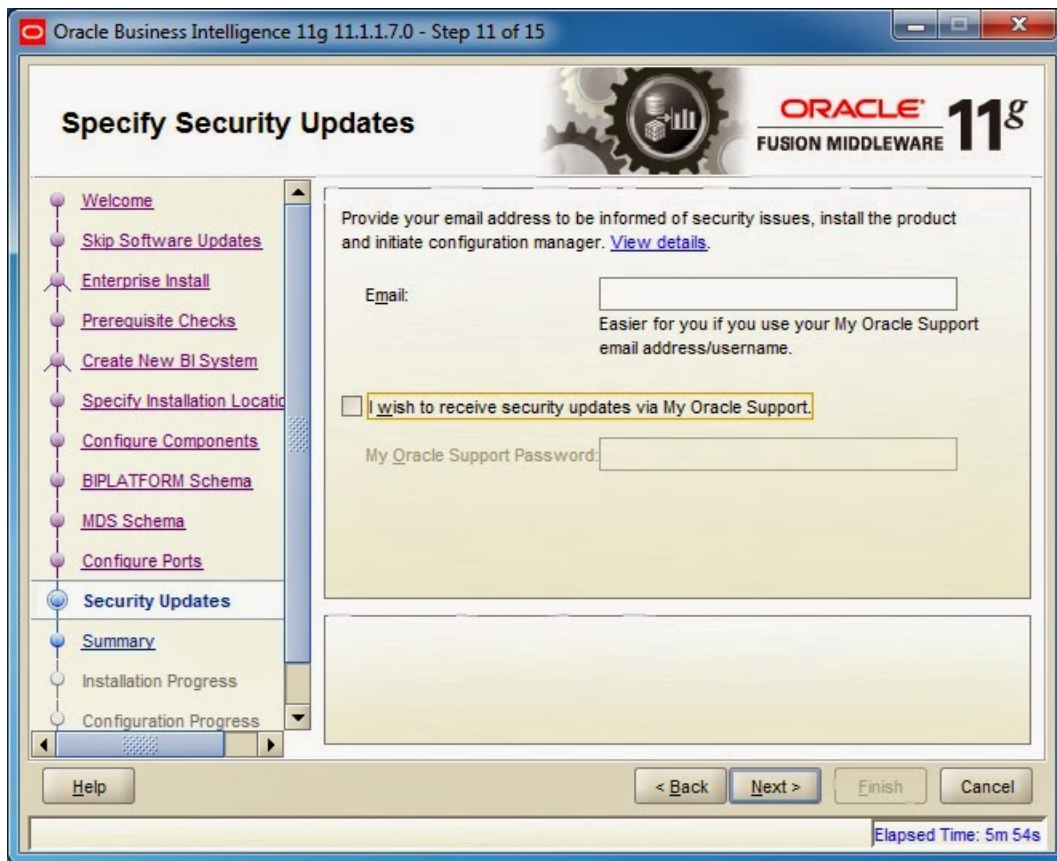 Oracle Business Intelligence 11g 11.1.1.7.0 - Step 11 of 15
Specify Security Updates
ORACLE
FUSION MIDDLEWARE
11g
Welcome
Skip Software Updates
Enterprise Install
Prerequisite Checks
Create New BI System
Specify Installation Locatio
Configure Components
BIPLATFORM Schema
MDS Schema
Configure Ports
Security Updates
Summary
Installation Progress
Configuration Progress
Provide your email address to be informed of security issues, install the product
and initiate configuration manager. View details.
Email:
Easier for you if you use your My Oracle Support
email address/username.
I wish to receive security updates via My Oracle Support.
My Oracle Support Password:
Help
< Back
Next >
Finish
Cancel
Elapsed Time: 5m 54s